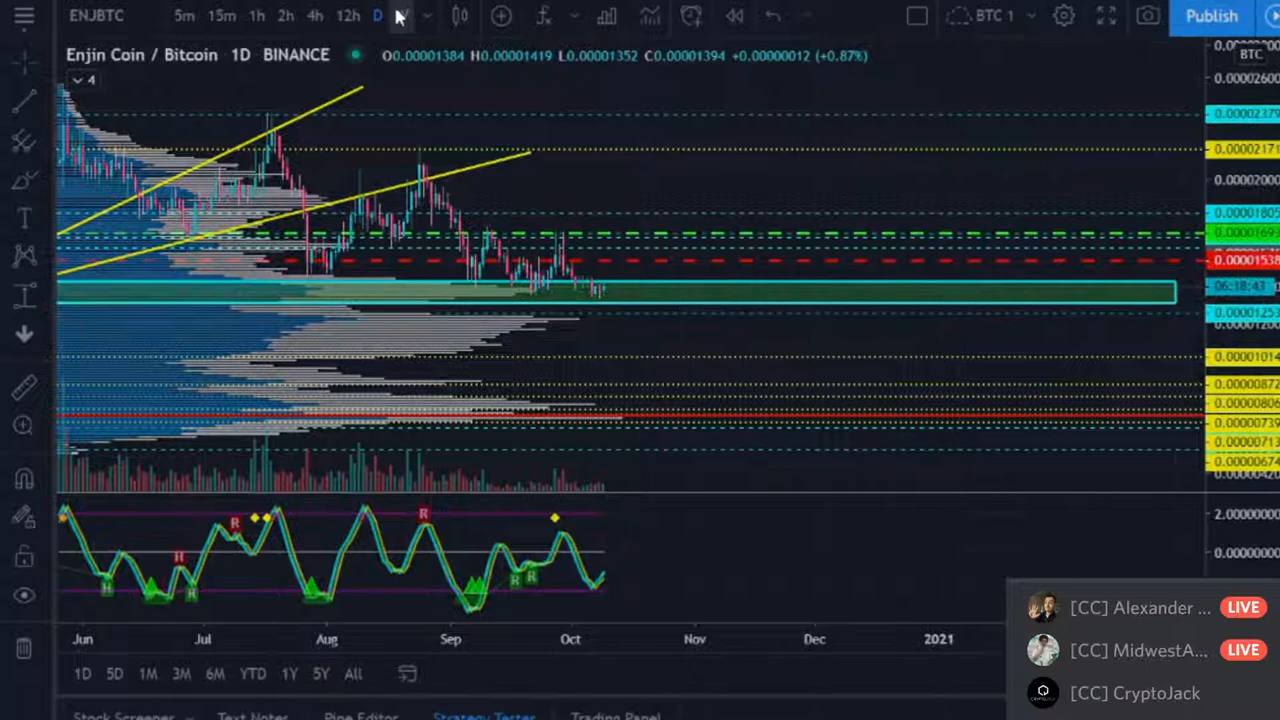 ENJBTC 5m 15m 1h 2h 4h 12h D BTC 1 Publish
Enjin Coin / Bitcoin 1D BINANCE O0.00001384 H0.00001419 L0.00001352 C0.00001394 +0.00000012 (+0.87%)
BTC
4
0.00002600
0.00002379
0.00002171
0.00002000
0.00001805
0.00001693
0.00001538
06:18:43
0.00001253
0.00001014
0.00000872
0.00000806
0.00000739
0.00000713
0.00000674
R R
2.00000000
H
0.00000000
H R R R
Jun Jul Aug Sep Oct Nov Dec 2021
1D 5D 1M 3M 6M YTD 1Y 5Y All
Stock Screener Text Notes Pine Editor Strategy Tester Trading Panel
[CC] Alexander ... LIVE
[CC] MidwestA... LIVE
[CC] CryptoJack